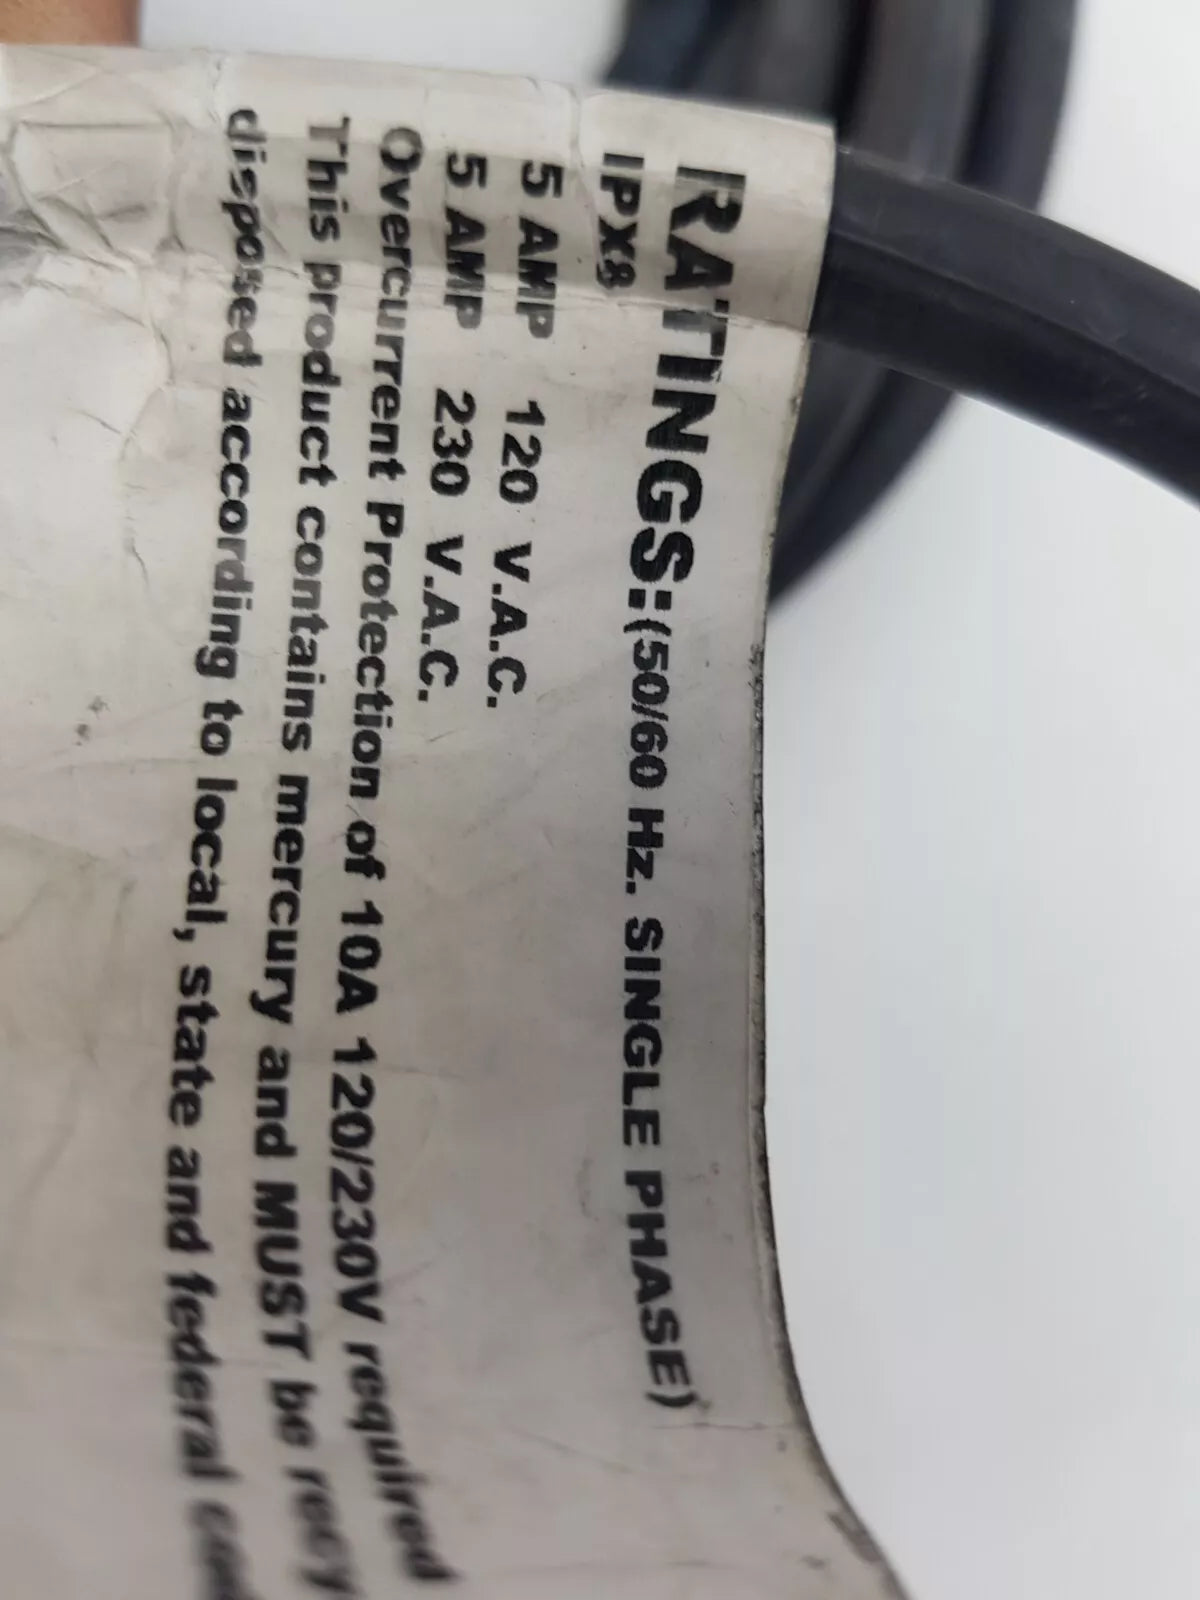 RATINGS:(50/60 Hz. SINGLE PHASE)
IPX8
5 AMP 120 V.A.C.
5 AMP 230 V.A.C.
Overcurrent Protection of 10A 120/230V required
This product contains mercury and MUST be
disposed according to local, state and federal